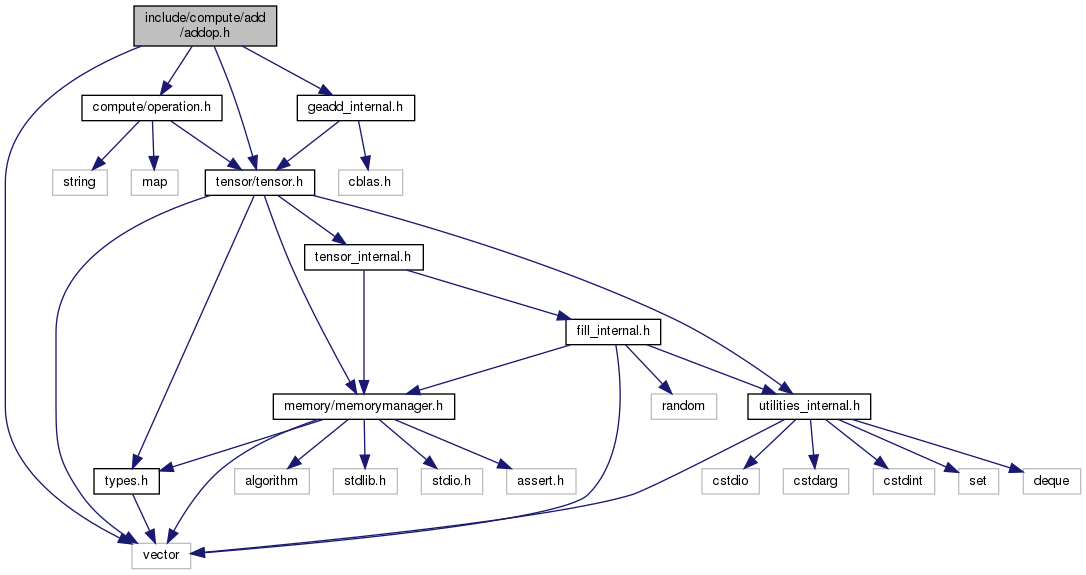 include/compute/add
/addop.h
compute/operation.h
geadd_internal.h
string
map
tensor/tensor.h
cblas.h
tensor_internal.h
fill_internal.h
memory/memorymanager.h
random
utilities_internal.h
types.h
algorithm
stdlib.h
stdio.h
assert.h
cstdio
cstdarg
cstdint
set
deque
vector